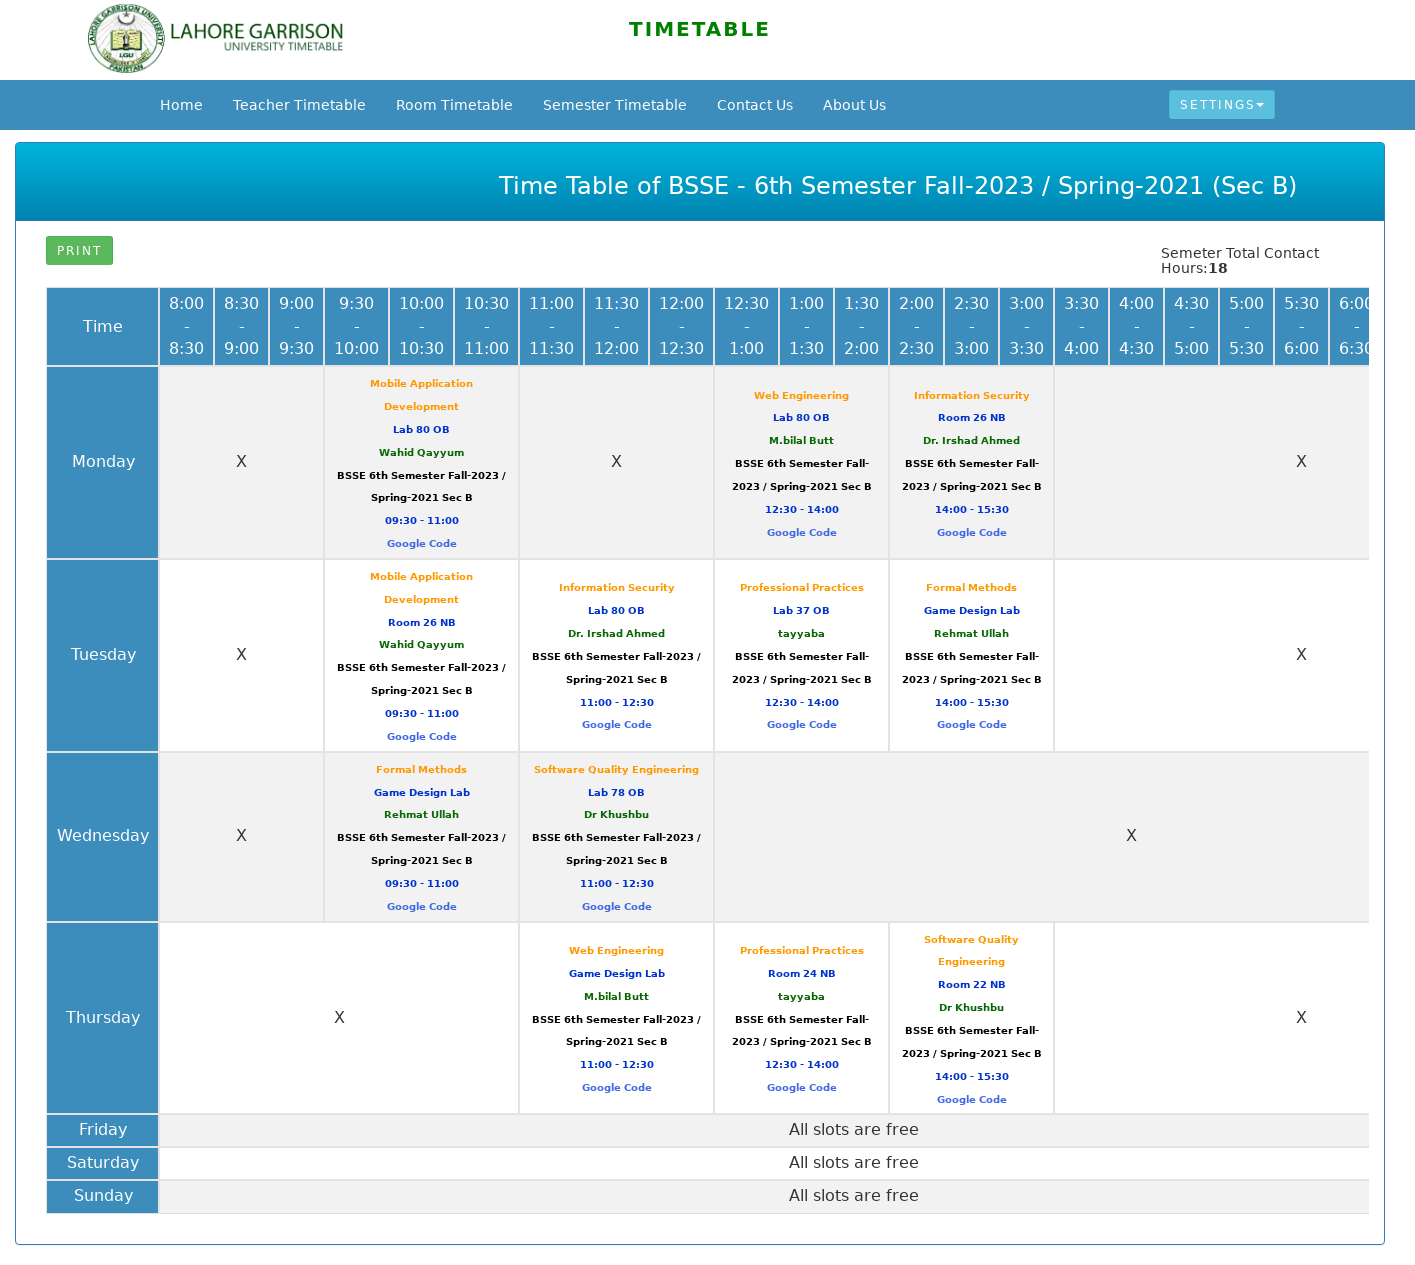 LAHORE GARRISON UNIVERSITY
LGU
PAKISTAN
LAHORE GARRISON
UNIVERSITY TIMETABLE
TIMETABLE
Home Teacher Timetable Room Timetable Semester Timetable Contact Us About Us SETTINGS
Time Table of BSSE - 6th Semester Fall-2023 / Spring-2021 (Sec B)
PRINT
Semeter Total Contact
Hours:18
Time
8:00 - 8:30
8:30 - 9:00
9:00 - 9:30
9:30 - 10:00
10:00 - 10:30
10:30 - 11:00
11:00 - 11:30
11:30 - 12:00
12:00 - 12:30
12:30 - 1:00
1:00 - 1:30
1:30 - 2:00
2:00 - 2:30
2:30 - 3:00
3:00 - 3:30
3:30 - 4:00
4:00 - 4:30
4:30 - 5:00
5:00 - 5:30
5:30 - 6:00
6:00 - 6:30
Monday
X
Mobile Application
Development
Lab 80 OB
Wahid Qayyum
BSSE 6th Semester Fall-2023 /
Spring-2021 Sec B
09:30 - 11:00
Google Code
X
Web Engineering
Lab 80 OB
M.bilal Butt
BSSE 6th Semester Fall-
2023 / Spring-2021 Sec B
12:30 - 14:00
Google Code
Information Security
Room 26 NB
Dr. Irshad Ahmed
BSSE 6th Semester Fall-
2023 / Spring-2021 Sec B
14:00 - 15:30
Google Code
X
Tuesday
X
Mobile Application
Development
Room 26 NB
Wahid Qayyum
BSSE 6th Semester Fall-2023 /
Spring-2021 Sec B
09:30 - 11:00
Google Code
Information Security
Lab 80 OB
Dr. Irshad Ahmed
BSSE 6th Semester Fall-2023 /
Spring-2021 Sec B
11:00 - 12:30
Google Code
Professional Practices
Lab 37 OB
tayyaba
BSSE 6th Semester Fall-
2023 / Spring-2021 Sec B
12:30 - 14:00
Google Code
Formal Methods
Game Design Lab
Rehmat Ullah
BSSE 6th Semester Fall-
2023 / Spring-2021 Sec B
14:00 - 15:30
Google Code
X
Wednesday
X
Formal Methods
Game Design Lab
Rehmat Ullah
BSSE 6th Semester Fall-2023 /
Spring-2021 Sec B
09:30 - 11:00
Google Code
Software Quality Engineering
Lab 78 OB
Dr Khushbu
BSSE 6th Semester Fall-2023 /
Spring-2021 Sec B
11:00 - 12:30
Google Code
X
Thursday
X
Web Engineering
Game Design Lab
M.bilal Butt
BSSE 6th Semester Fall-2023 /
Spring-2021 Sec B
11:00 - 12:30
Google Code
Professional Practices
Room 24 NB
tayyaba
BSSE 6th Semester Fall-
2023 / Spring-2021 Sec B
12:30 - 14:00
Google Code
Software Quality
Engineering
Room 22 NB
Dr Khushbu
BSSE 6th Semester Fall-
2023 / Spring-2021 Sec B
14:00 - 15:30
Google Code
X
Friday
All slots are free
Saturday
All slots are free
Sunday
All slots are free